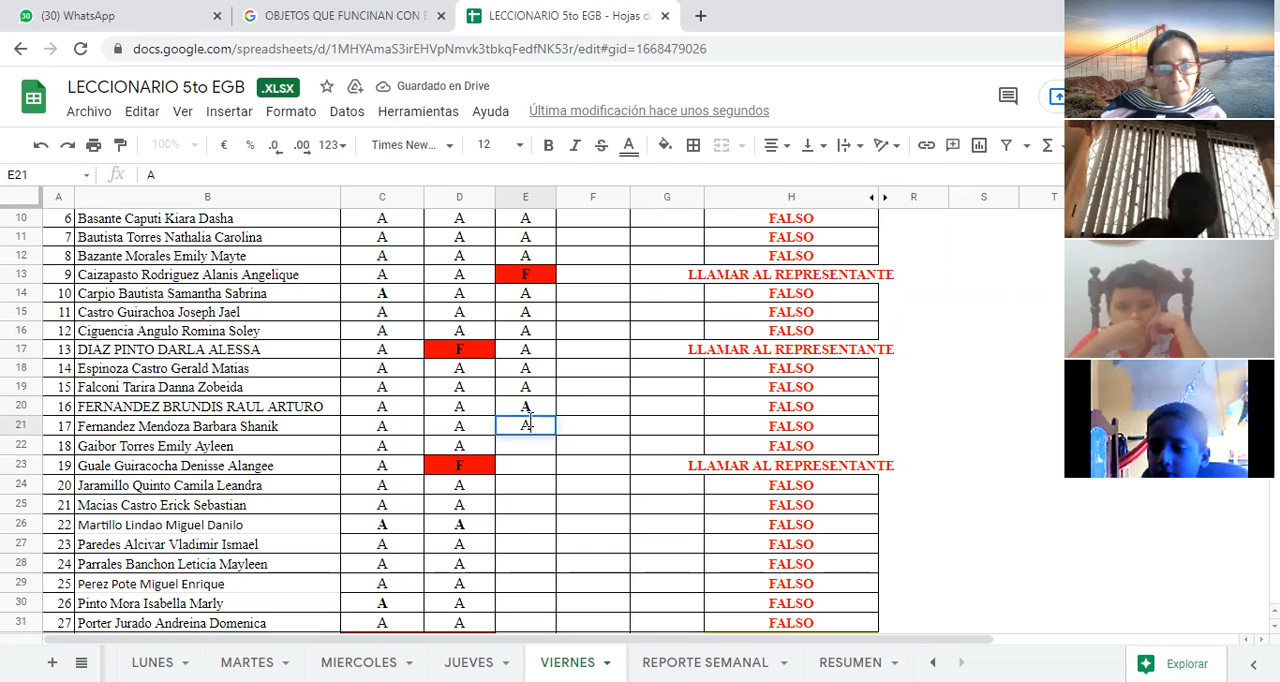 (30) WhatsApp
OBJETOS QUE FUNCINAN CON E
LECCIONARIO 5to EGB - Hojas de
docs.google.com/spreadsheets/d/1MHYAmaS3irEHVpNmvk3tbkqFedfNK53r/edit#gid=1668479026
LECCIONARIO 5to EGB .XLSX Guardado en Drive
Archivo Editar Ver Insertar Formato Datos Herramientas Ayuda Última modificación hace unos segundos
100% € % .0 .00 123 Times New... 12 B I S A
E21 fx A
A B C D E F G H R S T
10 6 Basante Caputi Kiara Dasha A A A FALSO
11 7 Bautista Torres Nathalia Carolina A A A FALSO
12 8 Bazante Morales Emily Mayte A A A FALSO
13 9 Caizapasto Rodriguez Alanis Angelique A A F LLAMAR AL REPRESENTANTE
14 10 Carpio Bautista Samantha Sabrina A A A FALSO
15 11 Castro Guirachoa Joseph Jael A A A FALSO
16 12 Ciguencia Angulo Romina Soley A A A FALSO
17 13 DIAZ PINTO DARLA ALESSA A F A LLAMAR AL REPRESENTANTE
18 14 Espinoza Castro Gerald Matias A A A FALSO
19 15 Falconi Tarira Danna Zobeida A A A FALSO
20 16 FERNANDEZ BRUNDIS RAUL ARTURO A A A FALSO
21 17 Fernandez Mendoza Barbara Shanik A A A FALSO
22 18 Gaibor Torres Emily Ayleen A A FALSO
23 19 Guale Guiracocha Denisse Alangee A F LLAMAR AL REPRESENTANTE
24 20 Jaramillo Quinto Camila Leandra A A FALSO
25 21 Macias Castro Erick Sebastian A A FALSO
26 22 Martillo Lindao Miguel Danilo A A FALSO
27 23 Paredes Alcivar Vladimir Ismael A A FALSO
28 24 Parrales Banchon Leticia Mayleen A A FALSO
29 25 Perez Pote Miguel Enrique A A FALSO
30 26 Pinto Mora Isabella Marly A A FALSO
31 27 Porter Jurado Andreina Domenica A A FALSO
LUNES MARTES MIERCOLES JUEVES VIERNES REPORTE SEMANAL RESUMEN Explorar